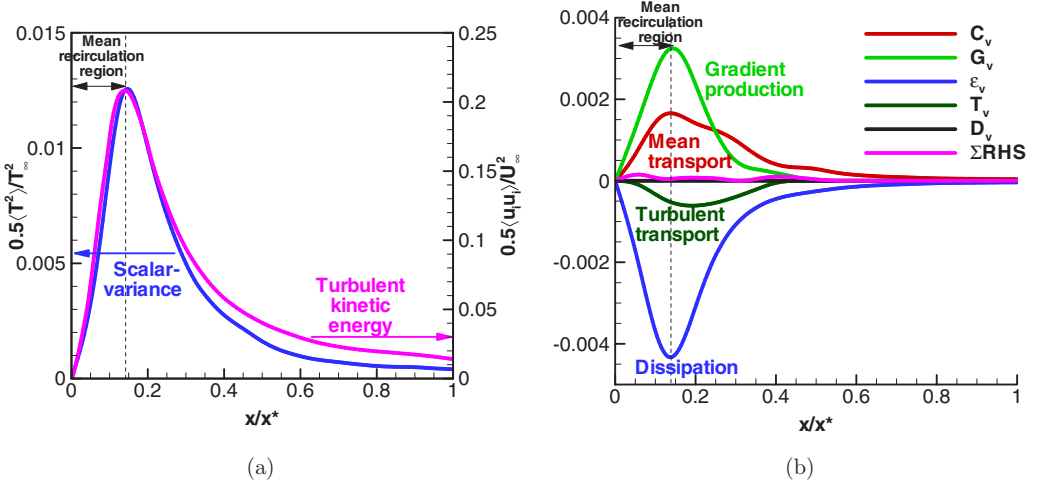 Mean
recirculation
region
0.015
0.01
0.005
0
0.25
0.2
0.15
0.1
0.05
0
0.5⟨T²⟩/T²∞
0.5⟨uᵢuᵢ⟩/U²∞
Scalar-
variance
Turbulent
kinetic
energy
0 0.2 0.4 0.6 0.8 1
x/x*
(a)
Mean
recirculation
region
0.004
0.002
0
-0.002
-0.004
Gradient
production
Mean
transport
Turbulent
transport
Dissipation
Cᵥ
Gᵥ
εᵥ
Tᵥ
Dᵥ
ΣRHS
0 0.2 0.4 0.6 0.8 1
x/x*
(b)